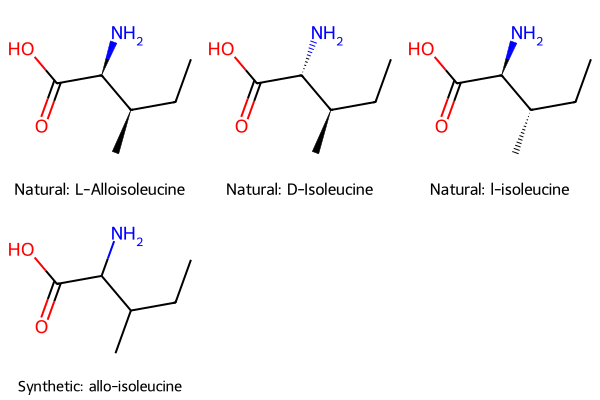 NH2 NH2 NH2
HO HO HO
O O O
Natural: L-Alloisoleucine Natural: D-Isoleucine Natural: l-isoleucine
NH2
HO
O
Synthetic: allo-isoleucine